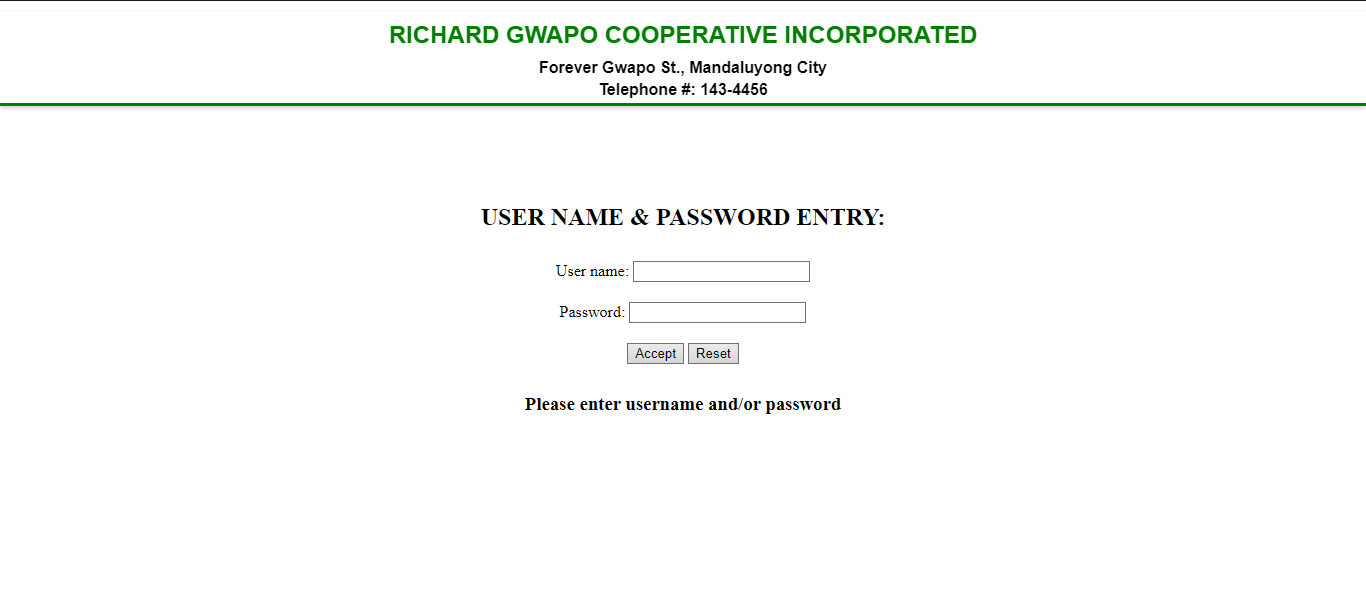 RICHARD GWAPO COOPERATIVE INCORPORATED
Forever Gwapo St., Mandaluyong City
Telephone #: 143-4456
USER NAME & PASSWORD ENTRY:
User name:
Password:
Accept Reset
Please enter username and/or password